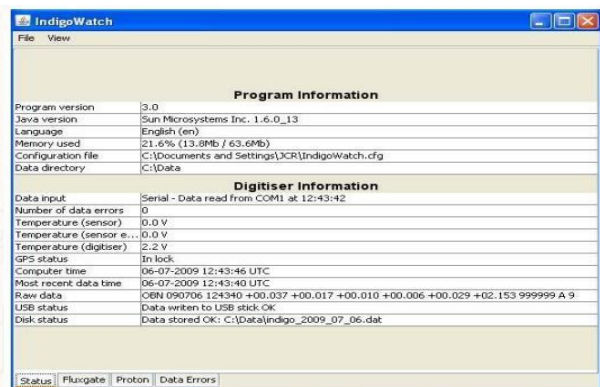 IndigoWatch
File View
Program Information
Program version 3.0
Java version Sun Microsystems Inc. 1.6.0_13
Language English (en)
Memory used 21.6% (13.8Mb / 63.6Mb)
Configuration file C:\Documents and Settings\JCR\IndigoWatch.cfg
Data directory C:\Data
Digitiser Information
Data input Serial - Data read from COM1 at 12:43:42
Number of data errors 0
Temperature (sensor) 0.0 V
Temperature (sensor e... 0.0 V
Temperature (digitiser) 2.2 V
GPS status In lock
Computer time 06-07-2009 12:43:46 UTC
Most recent data time 06-07-2009 12:43:40 UTC
Raw data OBN 090706 124340 +00.037 +00.017 +00.010 +00.006 +00.029 +02.153 999999 A 9
USB status Data writen to USB stick OK
Disk status Data stored OK: C:\Data\indigo_2009_07_06.dat
Status Fluxgate Proton Data Errors